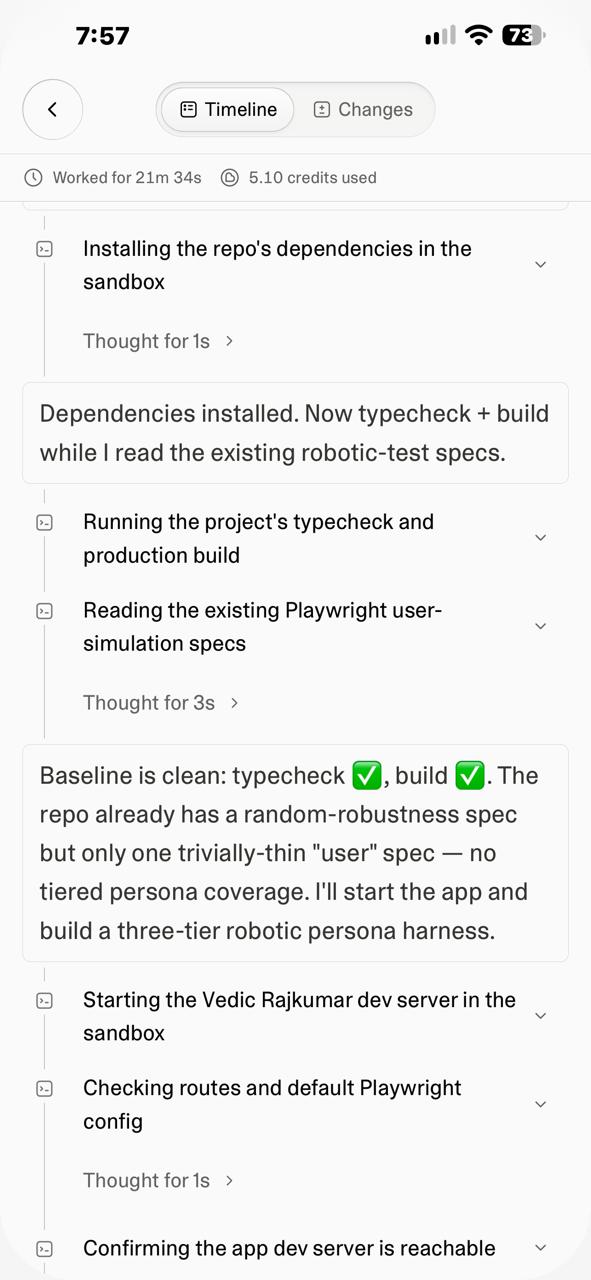 7:57
73
Timeline
Changes
Worked for 21m 34s
5.10 credits used
Installing the repo's dependencies in the
sandbox
Thought for 1s
Dependencies installed. Now typecheck + build
while I read the existing robotic-test specs.
Running the project's typecheck and
production build
Reading the existing Playwright user-
simulation specs
Thought for 3s
Baseline is clean: typecheck ✅, build ✅. The
repo already has a random-robustness spec
but only one trivially-thin "user" spec — no
tiered persona coverage. I'll start the app and
build a three-tier robotic persona harness.
Starting the Vedic Rajkumar dev server in the
sandbox
Checking routes and default Playwright
config
Thought for 1s
Confirming the app dev server is reachable